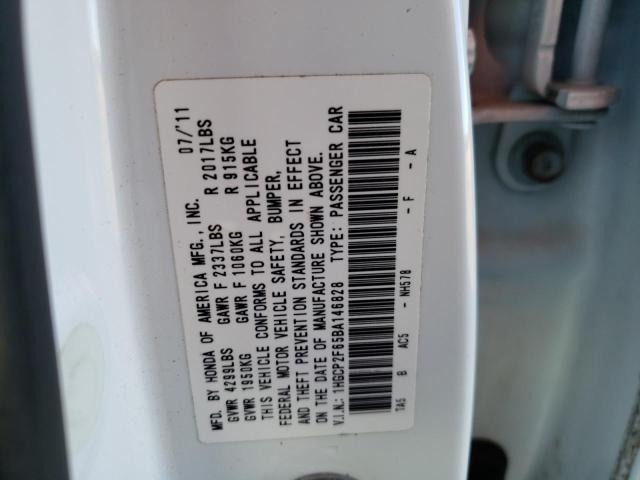 MFD. BY HONDA OF AMERICA MFG., INC. 07/'11
GVWR 4299LBS GAWR F 2337LBS R 2017LBS
GVWR 1950KG GAWR F 1060KG R 915KG
THIS VEHICLE CONFORMS TO ALL APPLICABLE
FEDERAL MOTOR VEHICLE SAFETY, BUMPER,
AND THEFT PREVENTION STANDARDS IN EFFECT
ON THE DATE OF MANUFACTURE SHOWN ABOVE.
V.I.N.: 1HGCP2F65BA146828 TYPE: PASSENGER CAR
TA5 B AC5 - NH578 - F - A